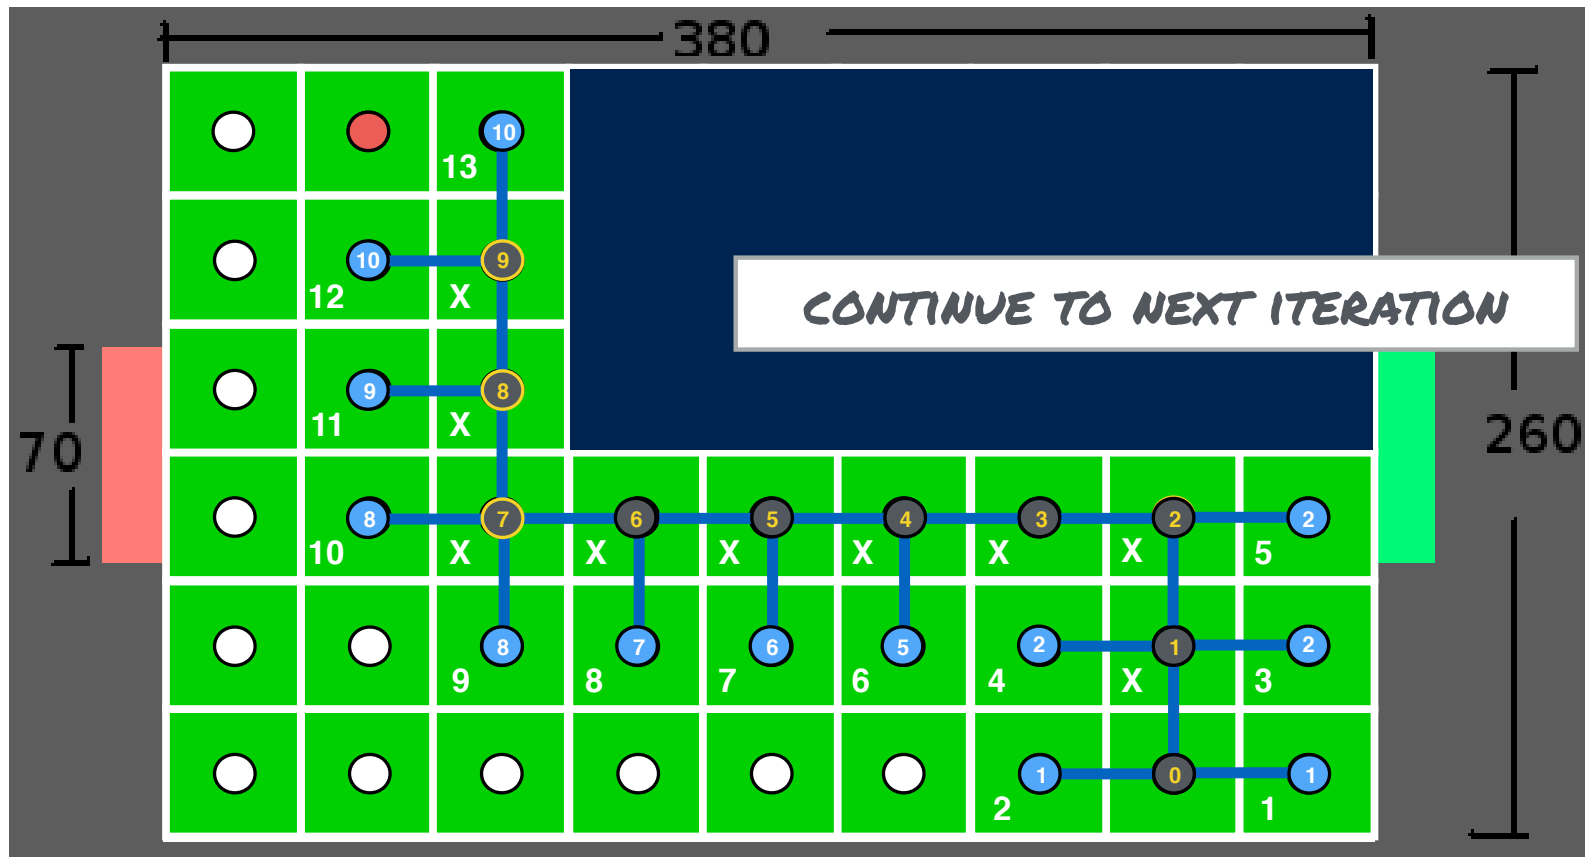 380
10
13
10 9
12 X
CONTINUE TO NEXT ITERATION
9 8
11 X
70
260
8 7 6 5 4 3 2 2
10 X X X X X X 5
8 7 6 5 2 1 2
9 8 7 6 4 X 3
1 0 1
2 1